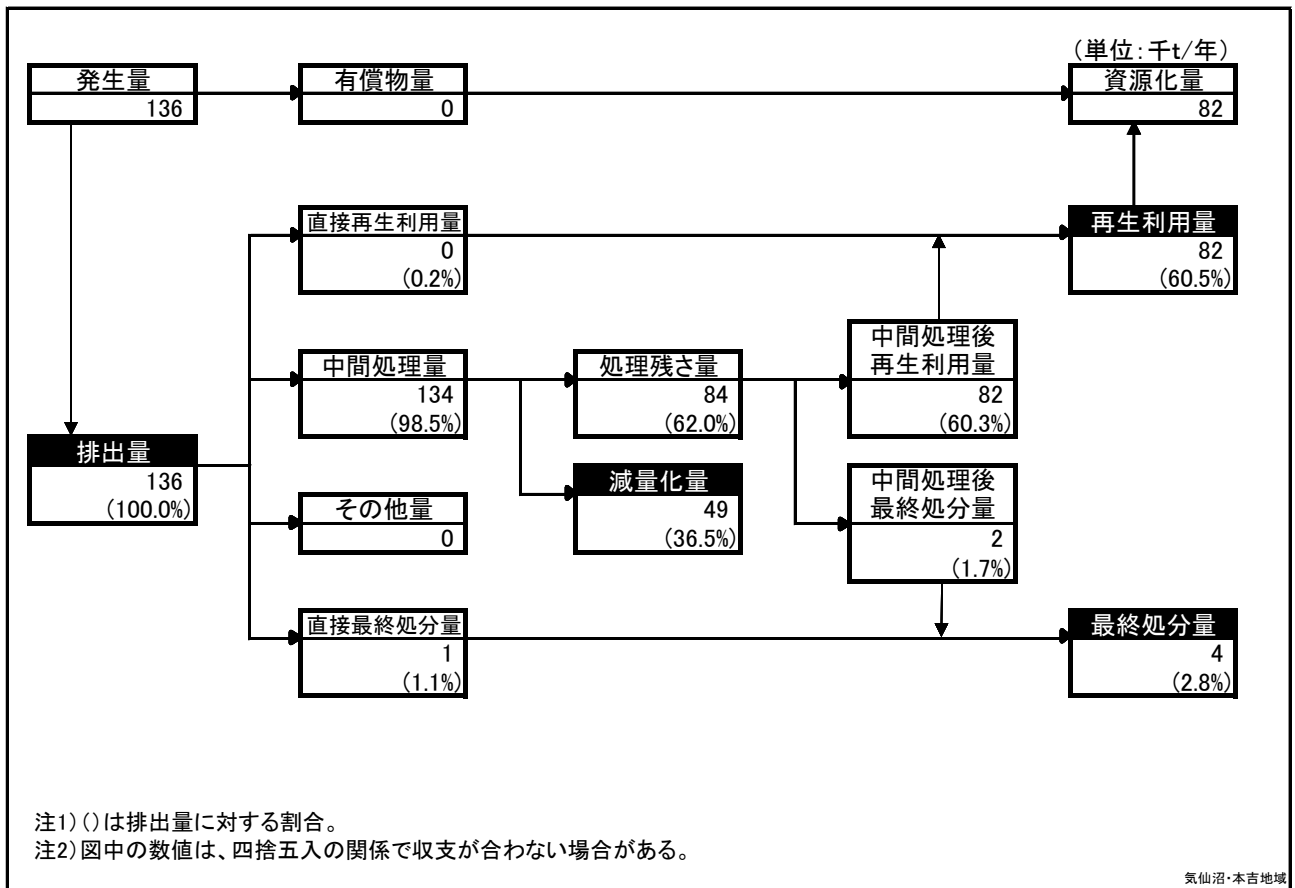 (単位:千t/年)
発生量
136
有償物量
0
資源化量
82
直接再生利用量
0
(0.2%)
再生利用量
82
(60.5%)
中間処理量
134
(98.5%)
処理残さ量
84
(62.0%)
中間処理後
再生利用量
82
(60.3%)
排出量
136
(100.0%)
減量化量
49
(36.5%)
中間処理後
最終処分量
2
(1.7%)
その他量
0
直接最終処分量
1
(1.1%)
最終処分量
4
(2.8%)
注1)()は排出量に対する割合。
注2)図中の数値は、四捨五入の関係で収支が合わない場合がある。
気仙沼・本吉地域